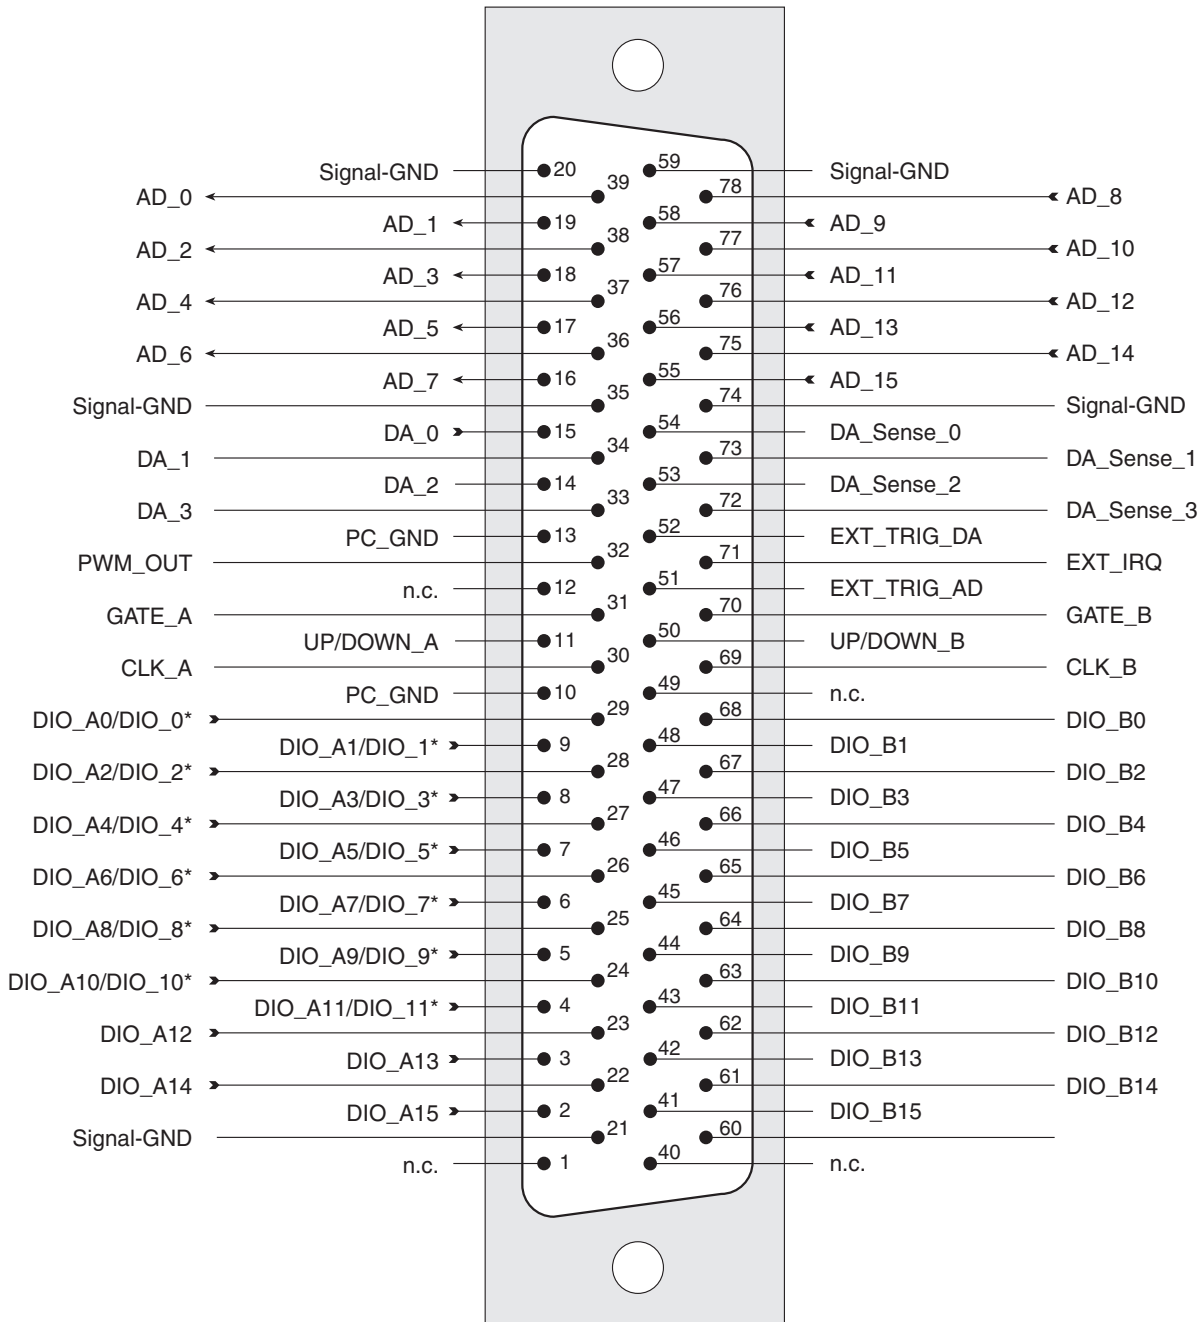 Signal-GND 20 59 Signal-GND
AD_0 39 78 AD_8
AD_1 19 58 AD_9
AD_2 38 77 AD_10
AD_3 18 57 AD_11
AD_4 37 76 AD_12
AD_5 17 56 AD_13
AD_6 36 75 AD_14
AD_7 16 55 AD_15
Signal-GND 35 74 Signal-GND
DA_0 15 54 DA_Sense_0
DA_1 34 73 DA_Sense_1
DA_2 14 53 DA_Sense_2
DA_3 33 72 DA_Sense_3
PC_GND 13 52 EXT_TRIG_DA
PWM_OUT 32 71 EXT_IRQ
n.c. 12 51 EXT_TRIG_AD
GATE_A 31 70 GATE_B
UP/DOWN_A 11 50 UP/DOWN_B
CLK_A 30 69 CLK_B
PC_GND 10 49 n.c.
DIO_A0/DIO_0* 29 68 DIO_B0
DIO_A1/DIO_1* 9 48 DIO_B1
DIO_A2/DIO_2* 28 67 DIO_B2
DIO_A3/DIO_3* 8 47 DIO_B3
DIO_A4/DIO_4* 27 66 DIO_B4
DIO_A5/DIO_5* 7 46 DIO_B5
DIO_A6/DIO_6* 26 65 DIO_B6
DIO_A7/DIO_7* 6 45 DIO_B7
DIO_A8/DIO_8* 25 64 DIO_B8
DIO_A9/DIO_9* 5 44 DIO_B9
DIO_A10/DIO_10* 24 63 DIO_B10
DIO_A11/DIO_11* 4 43 DIO_B11
DIO_A12 23 62 DIO_B12
DIO_A13 3 42 DIO_B13
DIO_A14 22 61 DIO_B14
DIO_A15 2 41 DIO_B15
Signal-GND 21 60
n.c. 1 40 n.c.